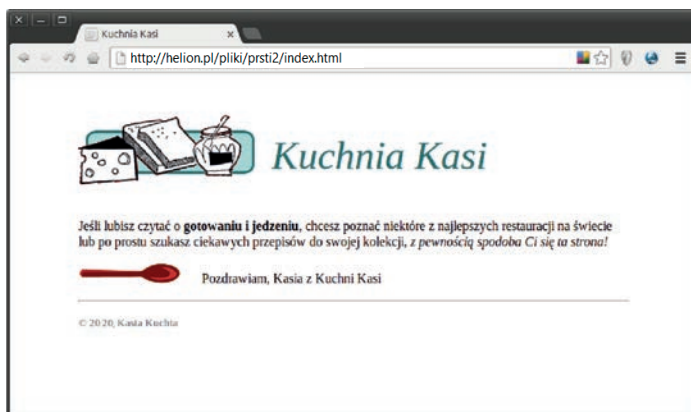 Kuchnia Kasi
http://helion.pl/pliki/prsti2/index.html
Kuchnia Kasi
Jeśli lubisz czytać o gotowaniu i jedzeniu, chcesz poznać niektóre z najlepszych restauracji na świecie
lub po prostu szukasz ciekawych przepisów do swojej kolekcji, z pewnością spodoba Ci się ta strona!
Pozdrawiam, Kasia z Kuchni Kasi
© 2020, Kasia Kuchta